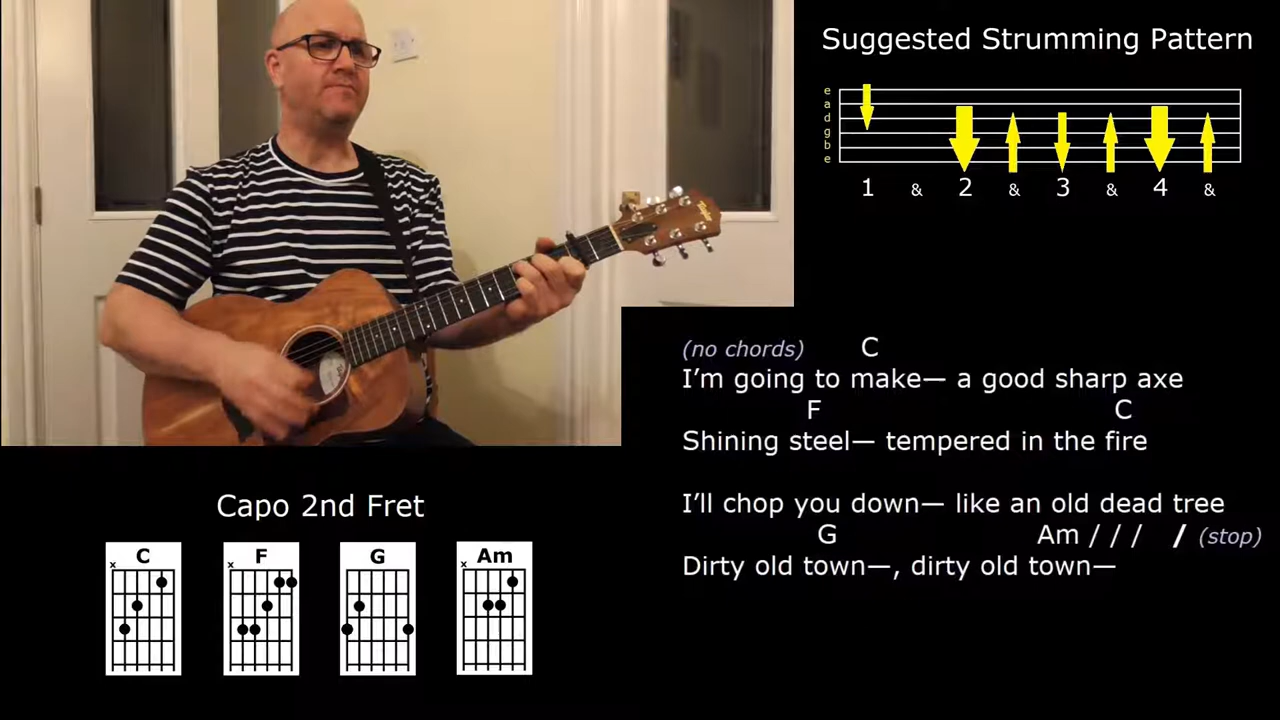 Suggested Strumming Pattern
e
a
d
g
b
e
1 & 2 & 3 & 4 &
Taylor
(no chords) C
I'm going to make— a good sharp axe
F C
Shining steel— tempered in the fire
I'll chop you down— like an old dead tree
G Am / / / / (stop)
Dirty old town—, dirty old town—
Capo 2nd Fret
C F G Am
x x x